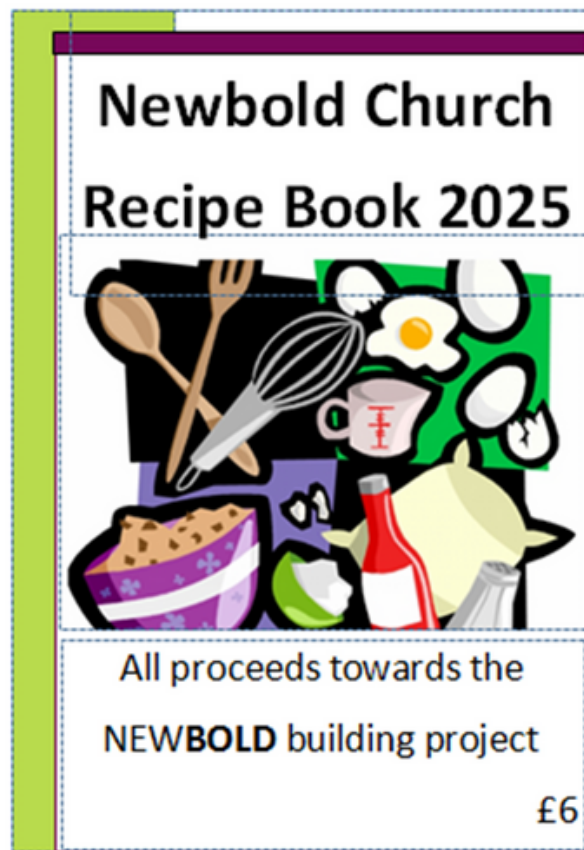 Newbold Church
Recipe Book 2025
All proceeds towards the
NEWBOLD building project
£6